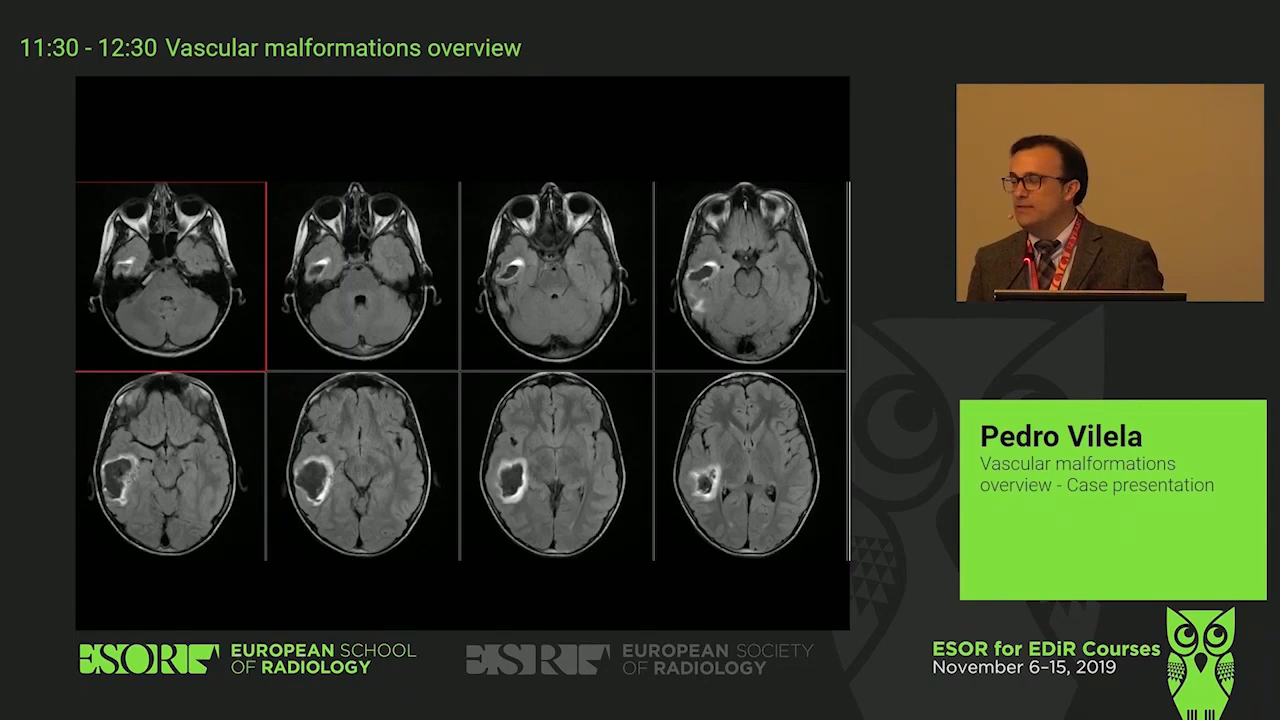 11:30 - 12:30 Vascular malformations overview
Pedro Vilela
Vascular malformations
overview - Case presentation
ESOR
EUROPEAN SCHOOL
OF RADIOLOGY
ESR
EUROPEAN SOCIETY
OF RADIOLOGY
ESOR for EDiR Courses
November 6–15, 2019